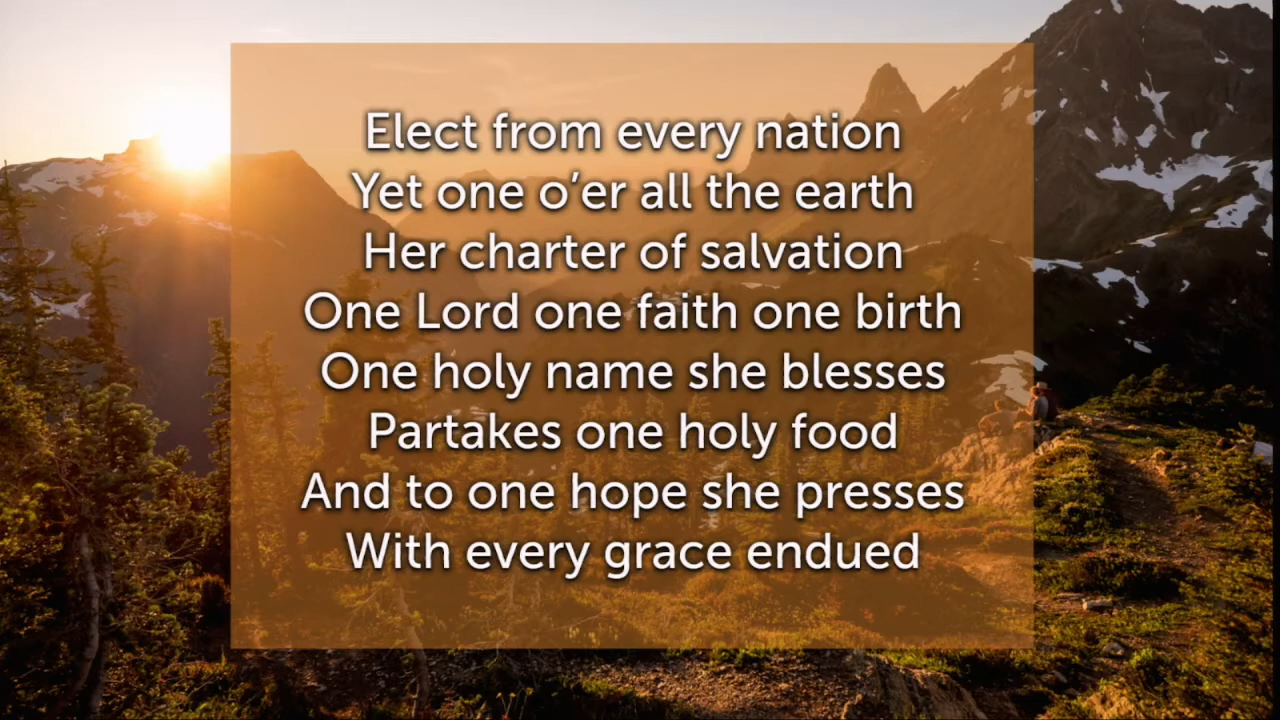 Elect from every nation
Yet one o’er all the earth
Her charter of salvation
One Lord one faith one birth
One holy name she blesses
Partakes one holy food
And to one hope she presses
With every grace endued